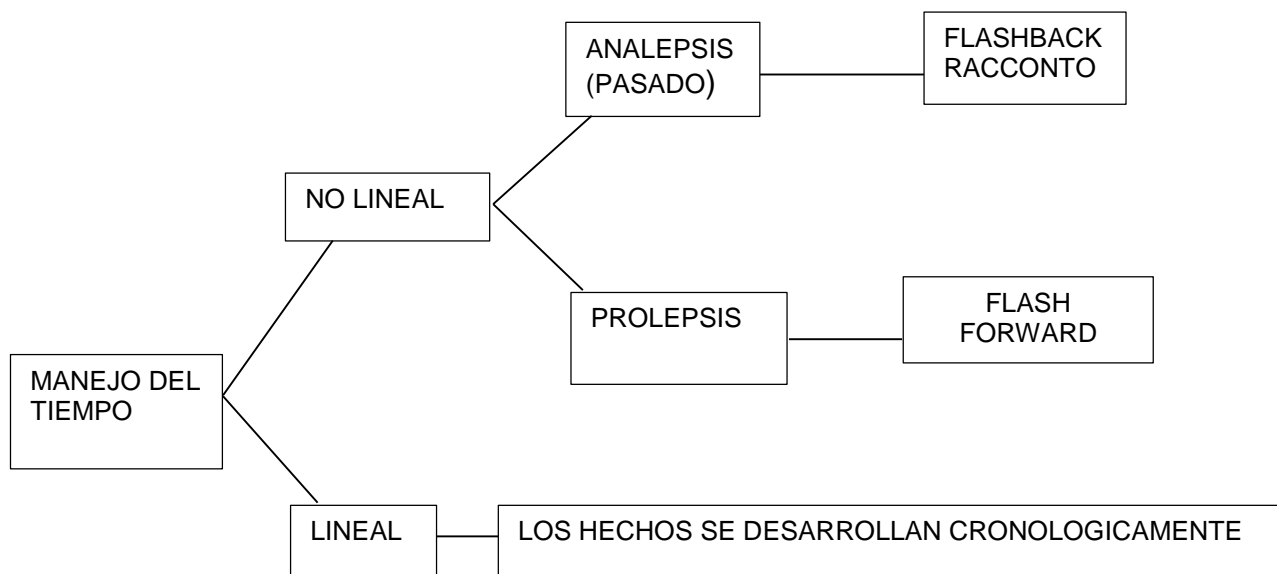 ANALEPSIS
(PASADO)
FLASHBACK
RACCONTO
NO LINEAL
PROLEPSIS
FLASH
FORWARD
MANEJO DEL
TIEMPO
LINEAL
LOS HECHOS SE DESARROLLAN CRONOLOGICAMENTE